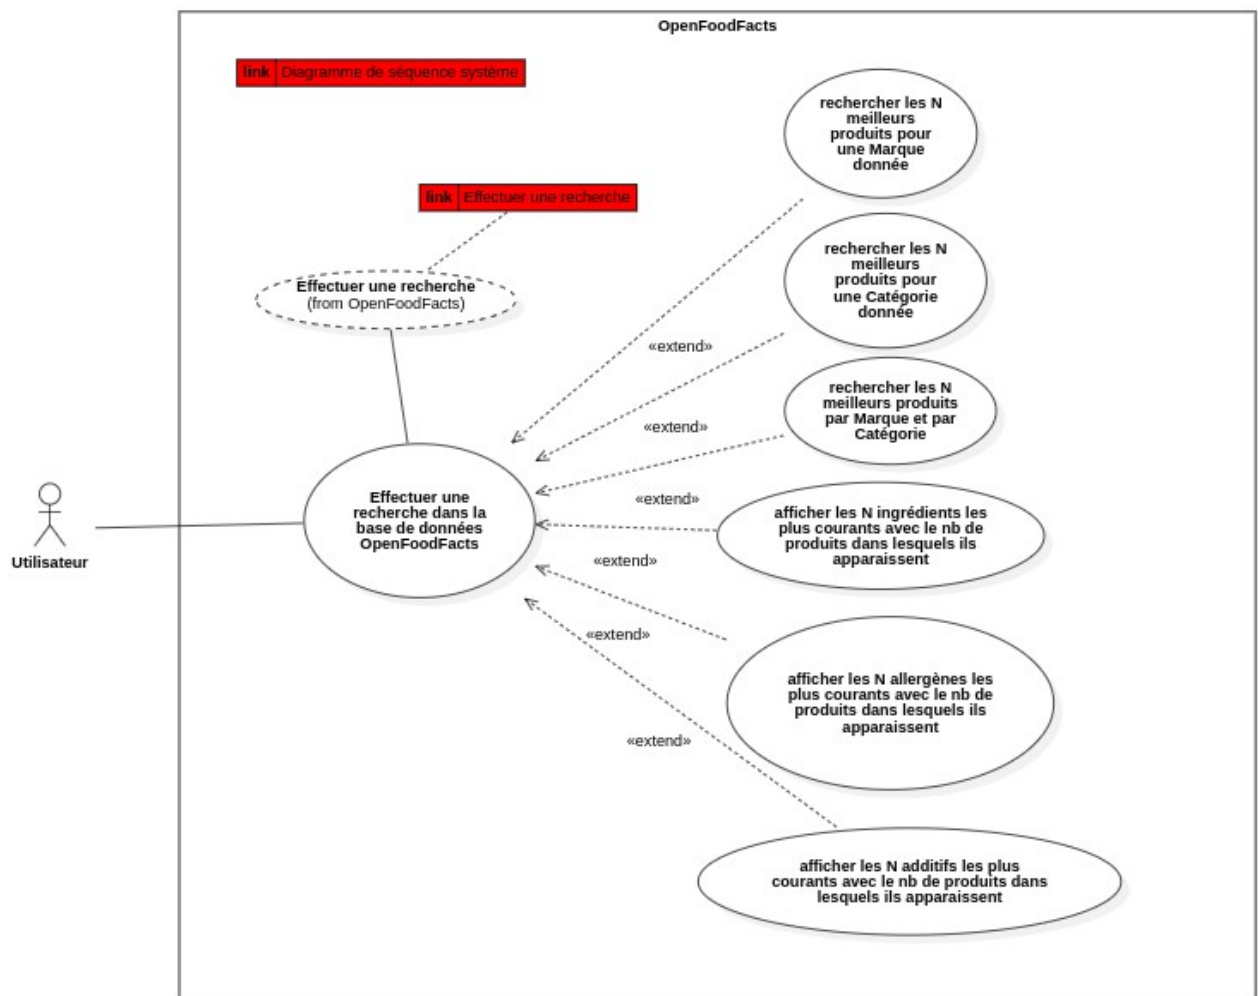 OpenFoodFacts
link Diagramme de séquence système
rechercher les N
meilleurs
produits pour
une Marque
donnée
link Effectuer une recherche
rechercher les N
meilleurs
produits pour
une Catégorie
donnée
Effectuer une recherche
(from OpenFoodFacts)
«extend»
rechercher les N
meilleurs produits
par Marque et par
Catégorie
«extend»
Effectuer une
recherche dans la
base de données
OpenFoodFacts
«extend»
afficher les N ingrédients les
plus courants avec le nb de
produits dans lesquels ils
apparaissent
Utilisateur
«extend»
«extend»
afficher les N allergènes les
plus courants avec le nb de
produits dans lesquels ils
apparaissent
«extend»
afficher les N additifs les plus
courants avec le nb de produits dans
lesquels ils apparaissent